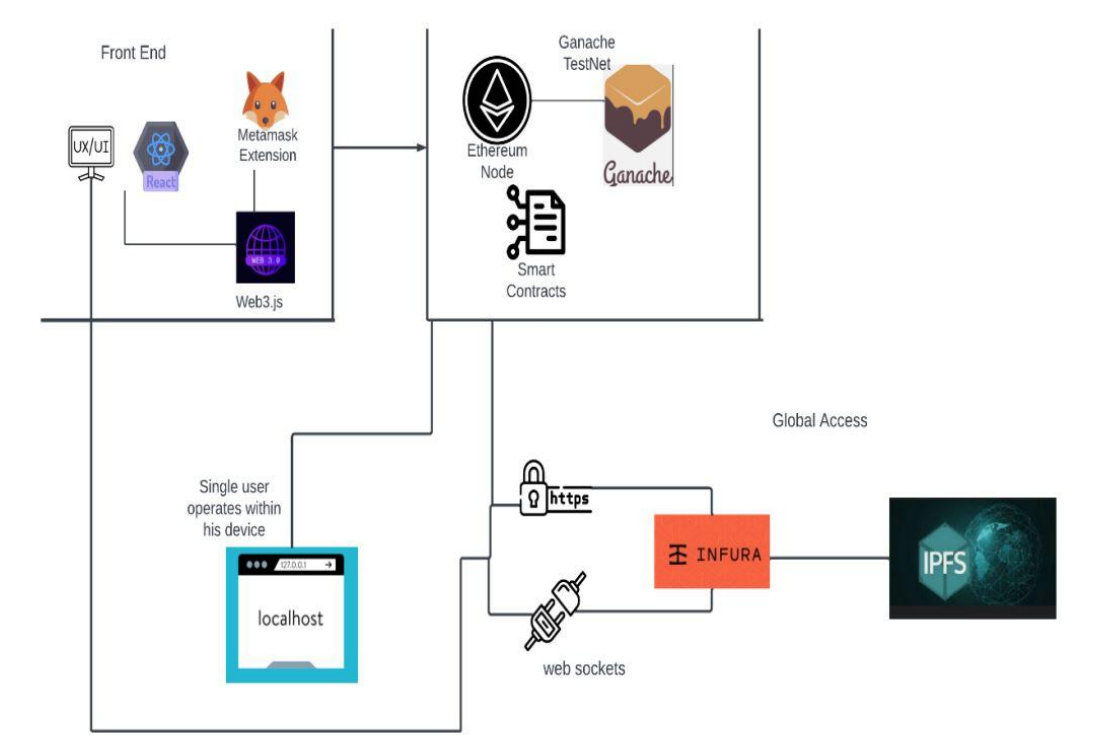 Front End
Ganache
TestNet
UX/UI
React
Metamask
Extension
Ethereum
Node
Ganache
WEB 3.0
Web3.js
Smart
Contracts
Global Access
Single user
operates within
his device
https
127.0.0.1
localhost
INFURA
IPFS
web sockets